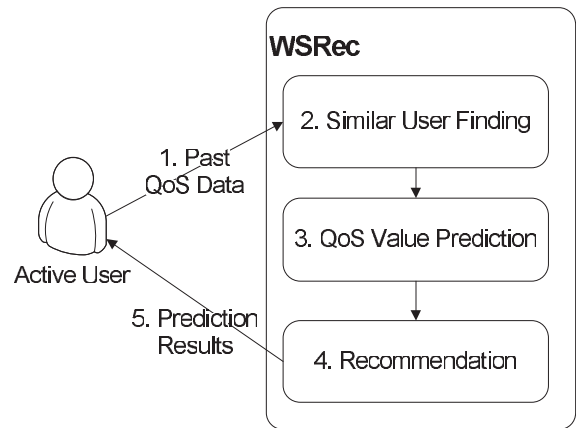 WSRec
2. Similar User Finding
1. Past
QoS Data
3. QoS Value Prediction
Active User
5. Prediction
Results
4. Recommendation